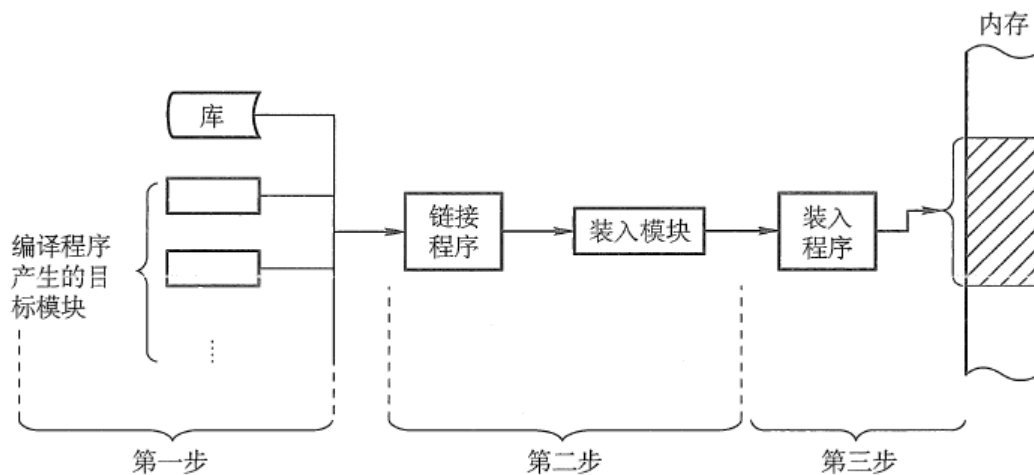 内存
库
编译程序
产生的目
标模块
链接
程序
装入模块
装入
程序
第一步
第二步
第三步